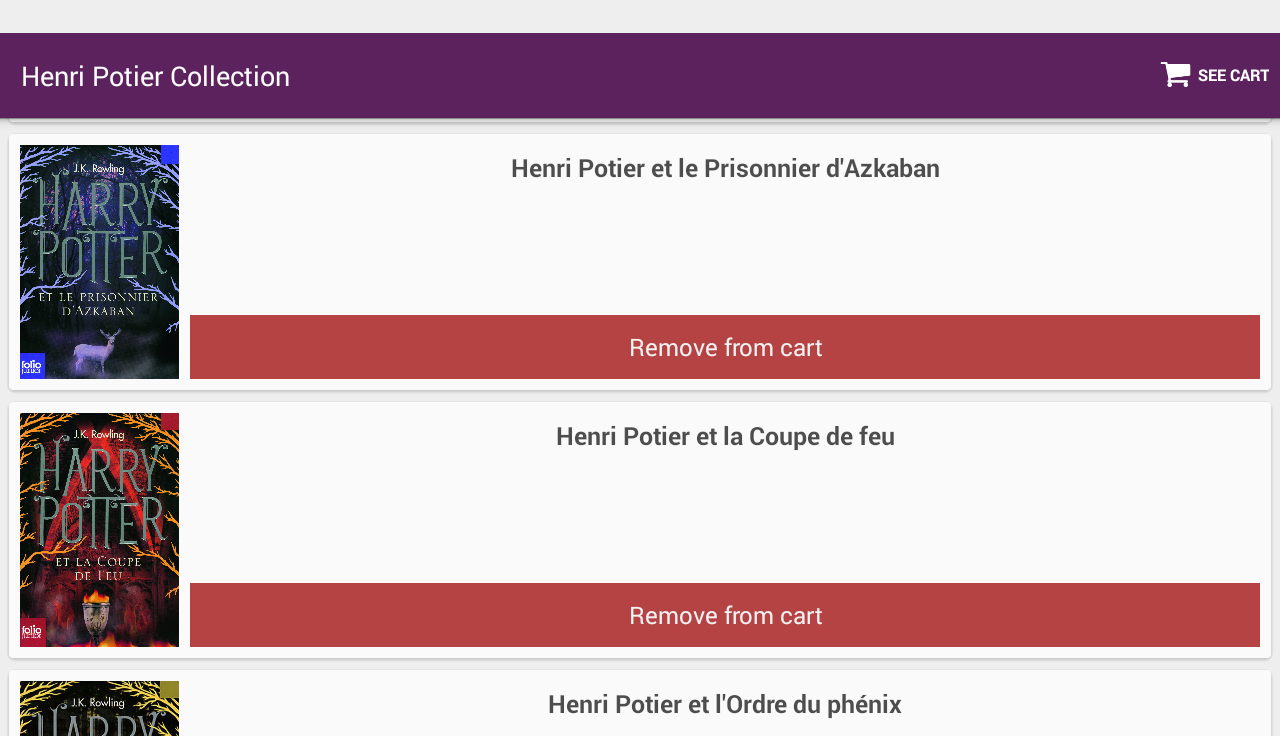 Henri Potier Collection
SEE CART
J.K. Rowling
HARRY
POTTER
ET LE PRISONNIER
D'AZKABAN
folio
Henri Potier et le Prisonnier d'Azkaban
Remove from cart
J.K. Rowling
HARRY
POTTER
ET LA COUPE
DE FEU
folio
Henri Potier et la Coupe de feu
Remove from cart
J.K. Rowling
HARRY
Henri Potier et l'Ordre du phénix